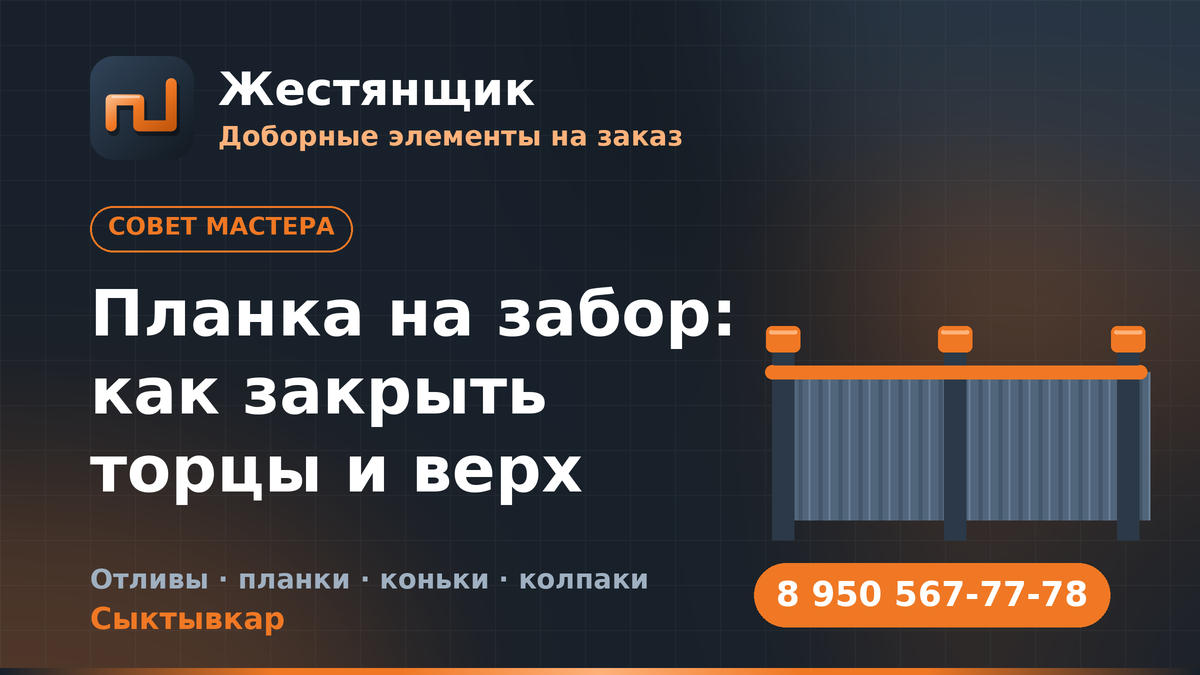 Жестянщик
Доборные элементы на заказ
СОВЕТ МАСТЕРА
Планка на забор:
как закрыть
торцы и верх
Отливы · планки · коньки · колпаки
Сыктывкар
8 950 567-77-78